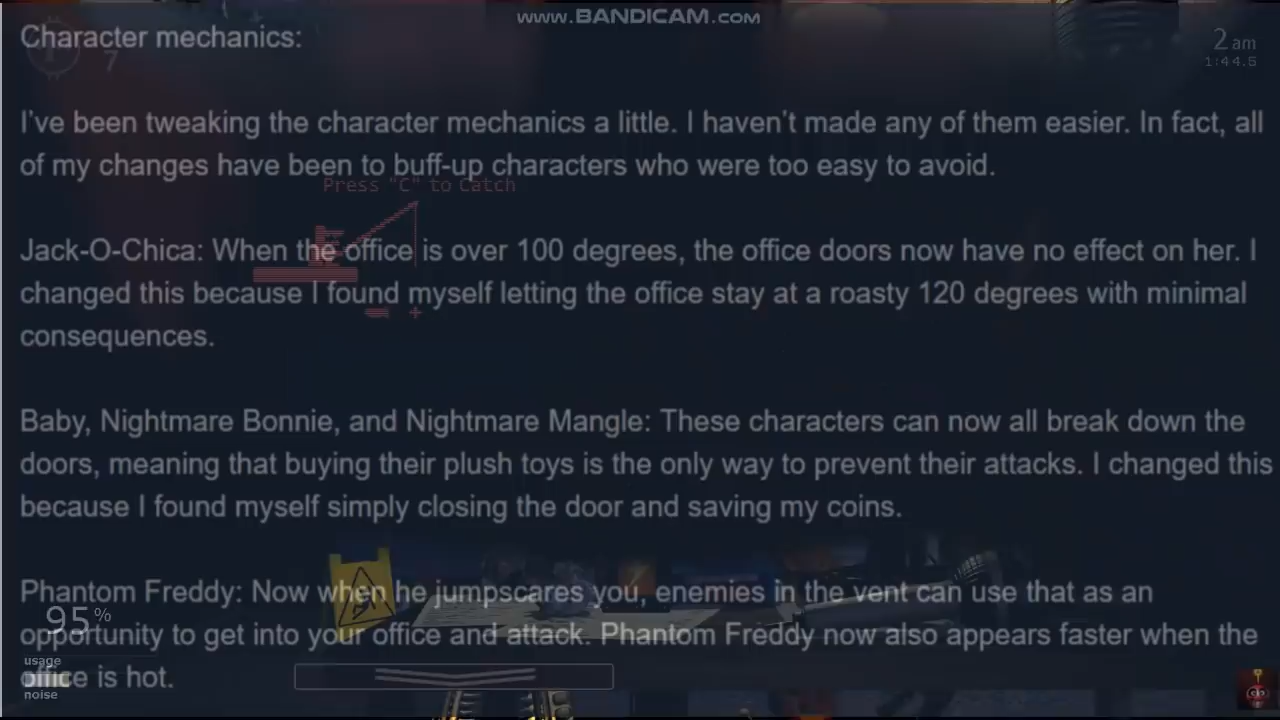 WWW.BANDICAM.COM
Character mechanics:
7
2 am
1:44.5
I've been tweaking the character mechanics a little. I haven't made any of them easier. In fact, all
of my changes have been to buff-up characters who were too easy to avoid.
Press "C" to Catch
Jack-O-Chica: When the office is over 100 degrees, the office doors now have no effect on her. I
changed this because I found myself letting the office stay at a roasty 120 degrees with minimal
consequences.
Baby, Nightmare Bonnie, and Nightmare Mangle: These characters can now all break down the
doors, meaning that buying their plush toys is the only way to prevent their attacks. I changed this
because I found myself simply closing the door and saving my coins.
Phantom Freddy: Now when he jumpscares you, enemies in the vent can use that as an
95%
opportunity to get into your office and attack. Phantom Freddy now also appears faster when the
usage
office is hot.
noise